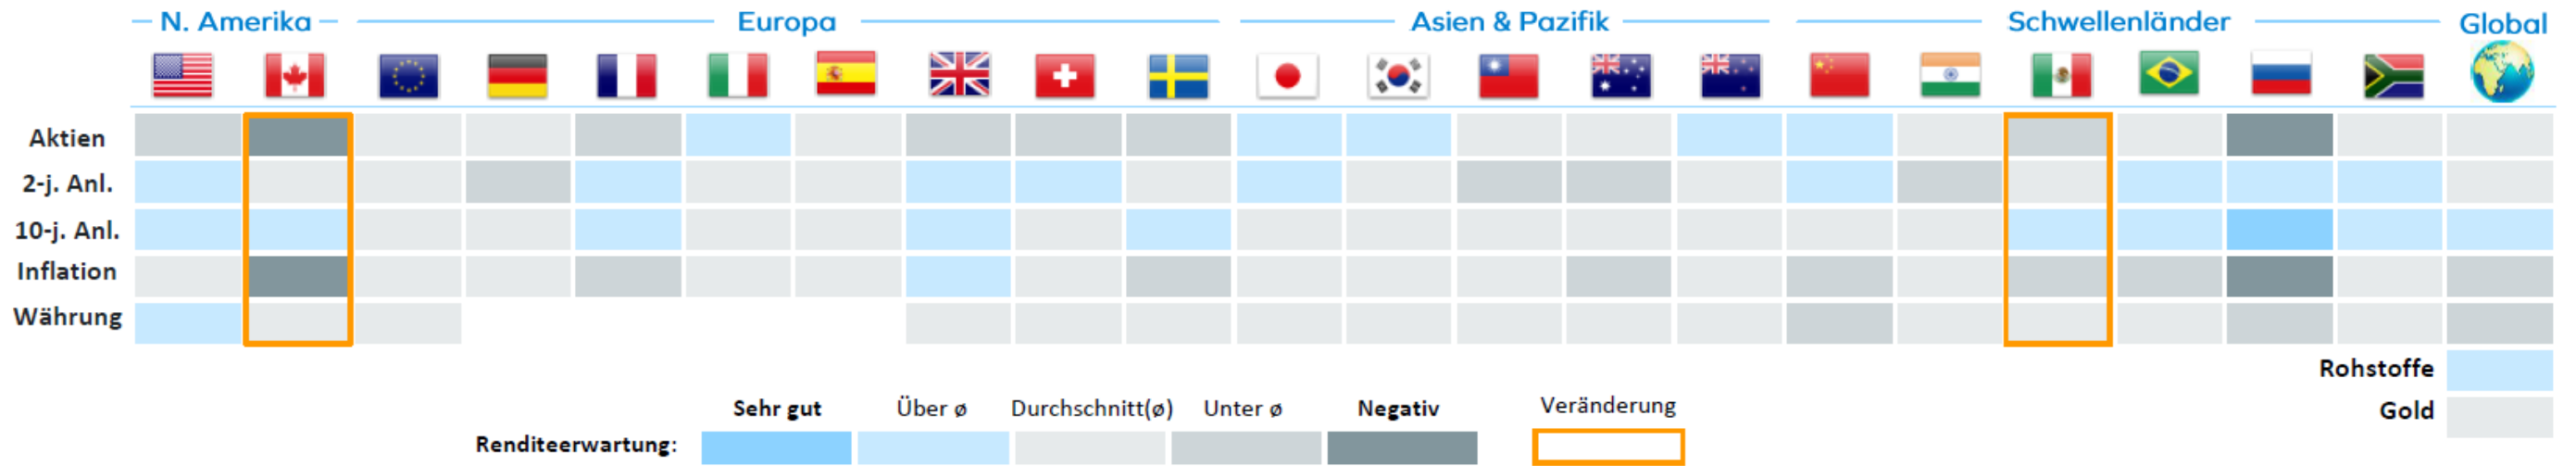 N. Amerika Europa Asien & Pazifik Schwellenländer Global
Aktien
2-j. Anl.
10-j. Anl.
Inflation
Währung
Rohstoffe
Gold
Sehr gut Über ø Durchschnitt(ø) Unter ø Negativ Veränderung
Renditeerwartung: